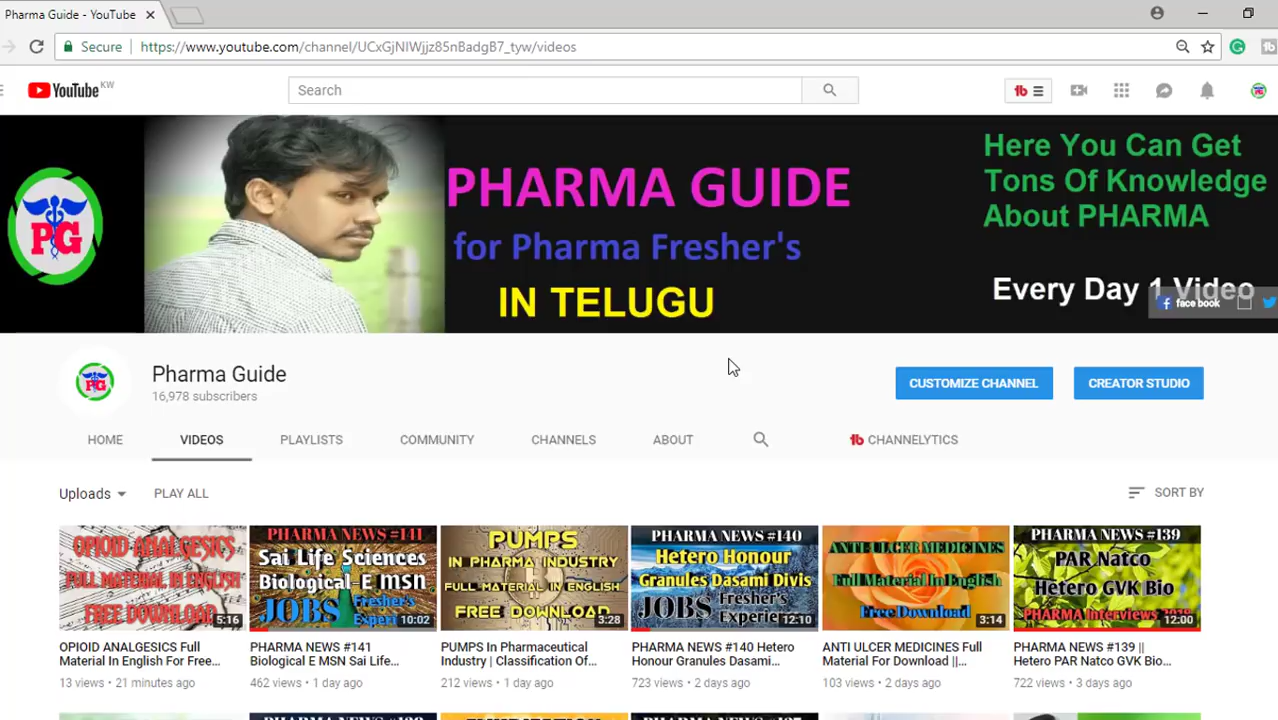 Pharma Guide - YouTube
Secure https://www.youtube.com/channel/UCxGjNIWjjz85nBadgB7_tyw/videos
YouTube KW
Search
PG
PHARMA GUIDE
for Pharma Fresher's
IN TELUGU
Here You Can Get
Tons Of Knowledge
About PHARMA
Every Day 1 Video
face book
PG
Pharma Guide
16,978 subscribers
CUSTOMIZE CHANNEL
CREATOR STUDIO
HOME VIDEOS PLAYLISTS COMMUNITY CHANNELS ABOUT CHANNELYTICS
Uploads PLAY ALL SORT BY
OPIOID ANALGESICS
FULL MATERIAL IN ENGLISH
FREE DOWNLOAD
5:16
PHARMA NEWS #141
Sai Life Sciences
Biological-E MSN
JOBS Fresher's
10:02
PUMPS
IN PHARMA INDUSTRY
FULL MATERIAL IN ENGLISH
FREE DOWNLOAD
3:28
PHARMA NEWS #140
Hetero Honour
Granules Dasami Divis
JOBS Fresher's
12:10
ANTI-ULCER MEDICINES
Full Material In English
Free Download
3:14
PHARMA NEWS #139
PAR Natco
Hetero GVK Bio
PHARMA Interviews
12:00
OPIOID ANALGESICS Full
Material In English For Free...
13 views • 21 minutes ago
PHARMA NEWS #141
Biological E MSN Sai Life...
462 views • 1 day ago
PUMPS In Pharmaceutical
Industry | Classification Of...
212 views • 1 day ago
PHARMA NEWS #140 Hetero
Honour Granules Dasami...
723 views • 2 days ago
ANTI ULCER MEDICINES Full
Material For Download ||...
103 views • 2 days ago
PHARMA NEWS #139 ||
Hetero PAR Natco GVK Bio...
722 views • 3 days ago